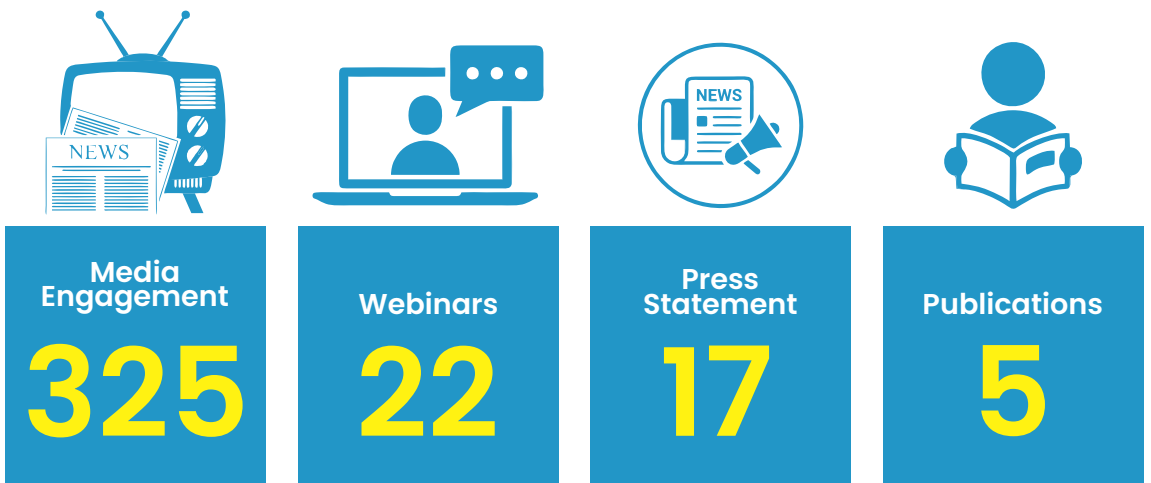 NEWS
NEWS
Media
Engagement
325
Webinars
22
Press
Statement
17
Publications
5